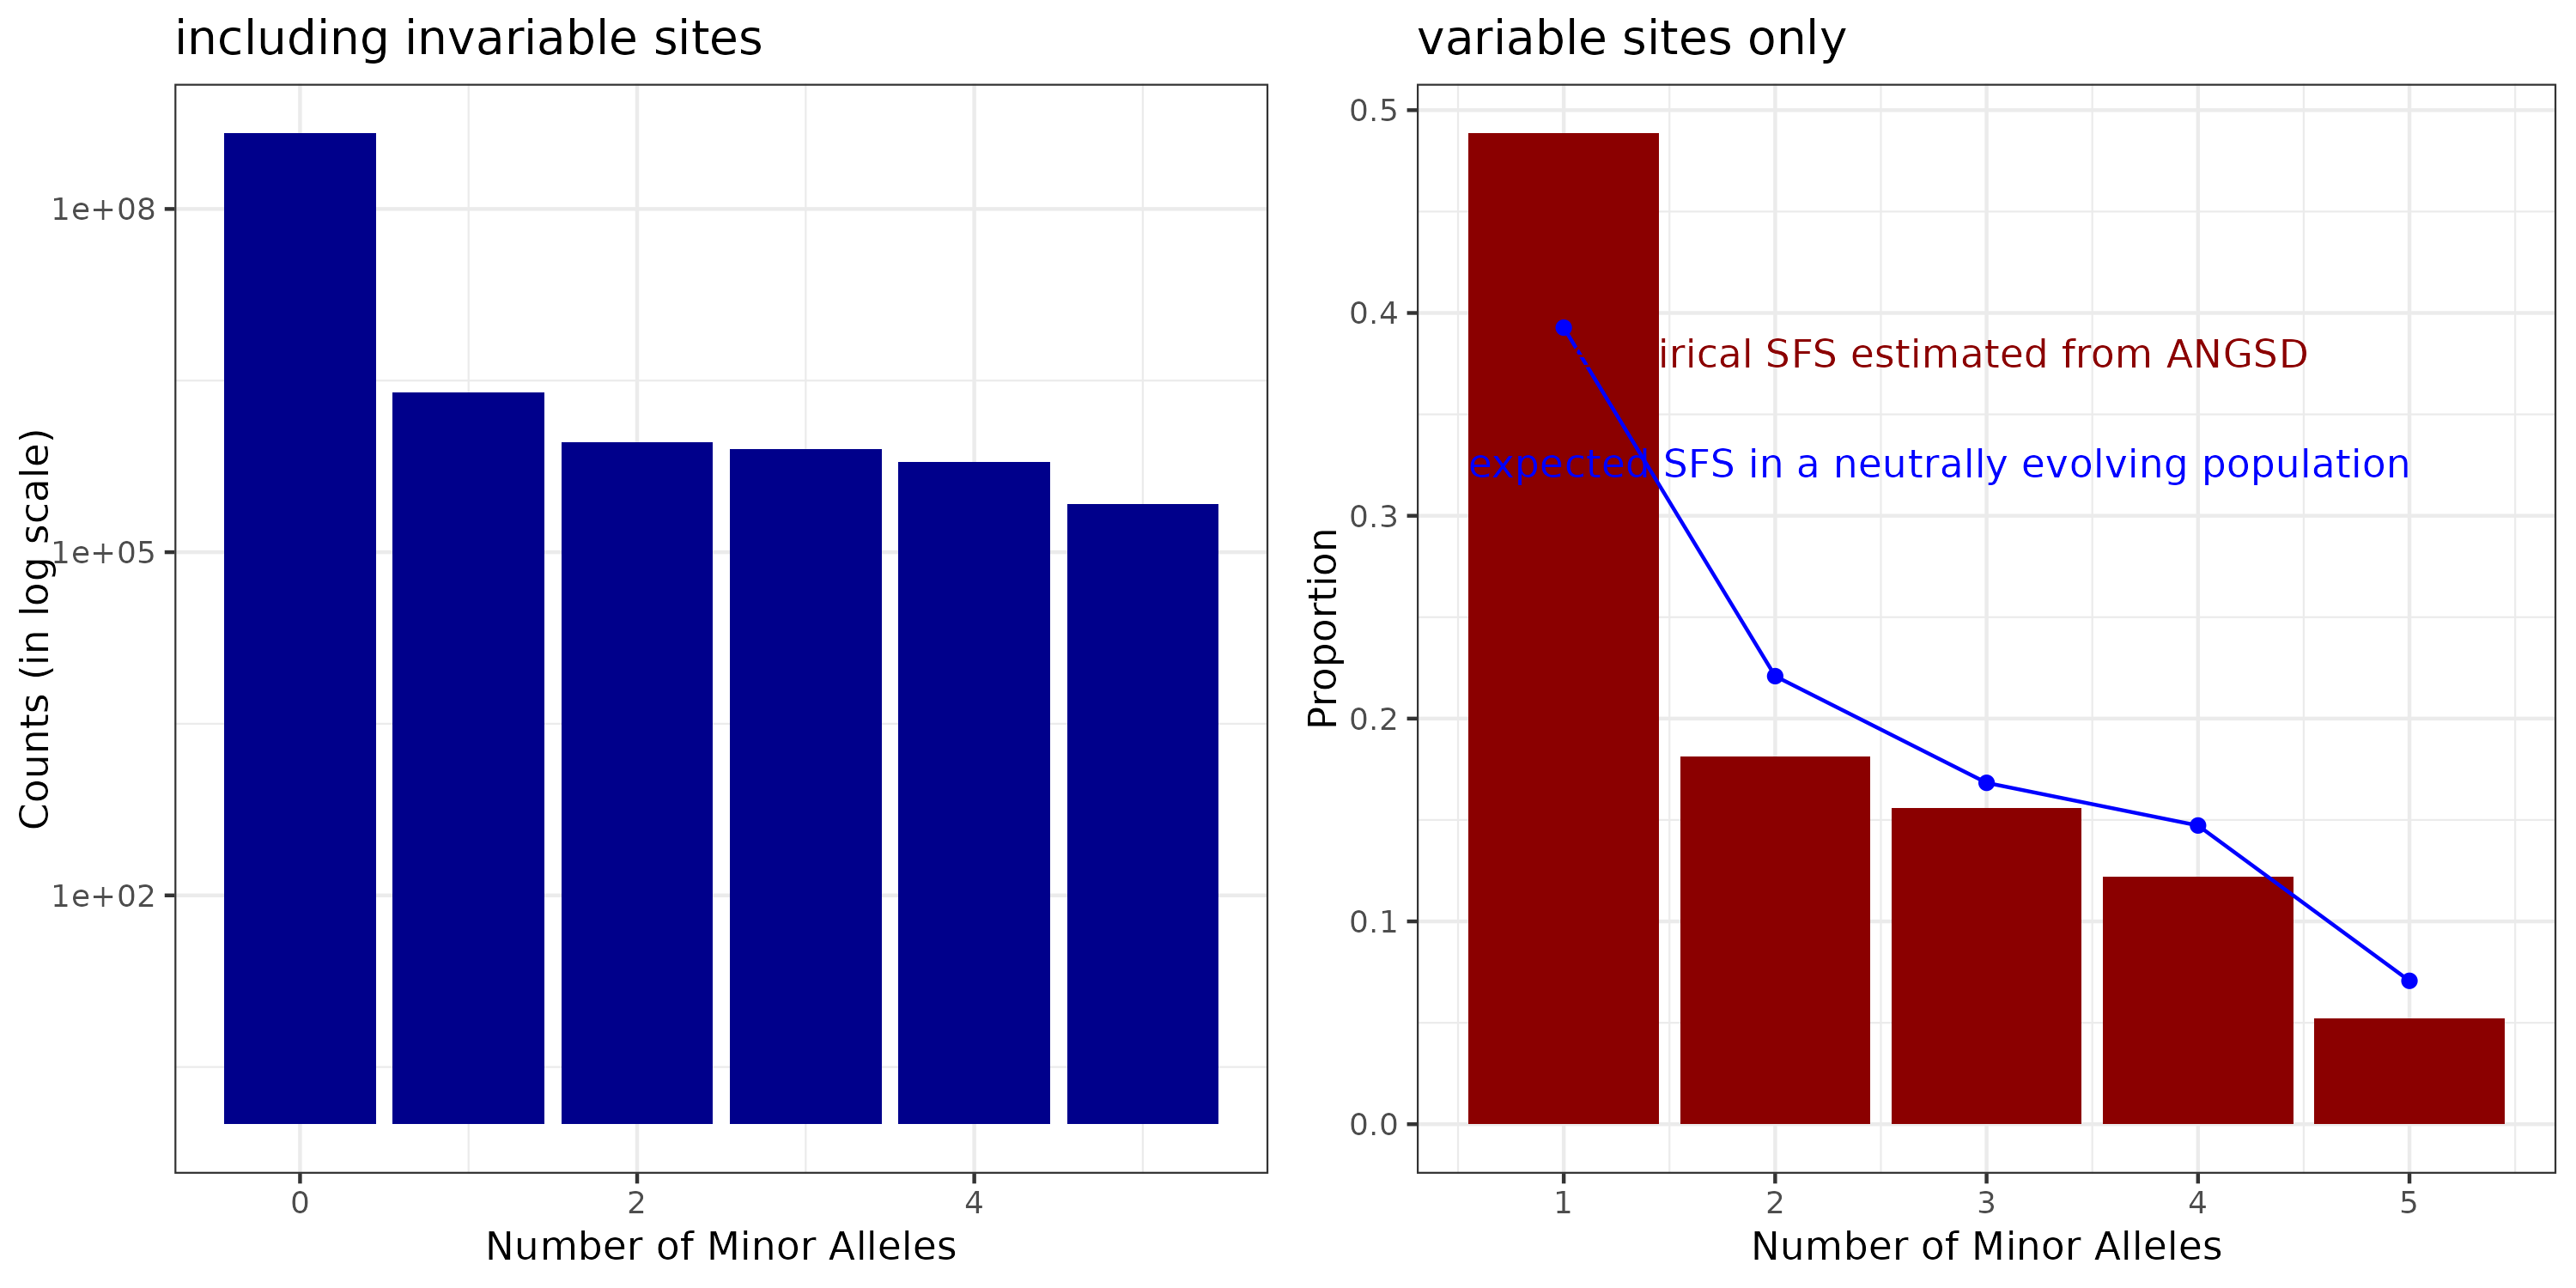 including invariable sites
Counts (in log scale)
1e+08
1e+05
1e+02
0 2 4
Number of Minor Alleles
variable sites only
Proportion
0.5
0.4
0.3
0.2
0.1
0.0
irical SFS estimated from ANGSD
expected SFS in a neutrally evolving population
1 2 3 4 5
Number of Minor Alleles